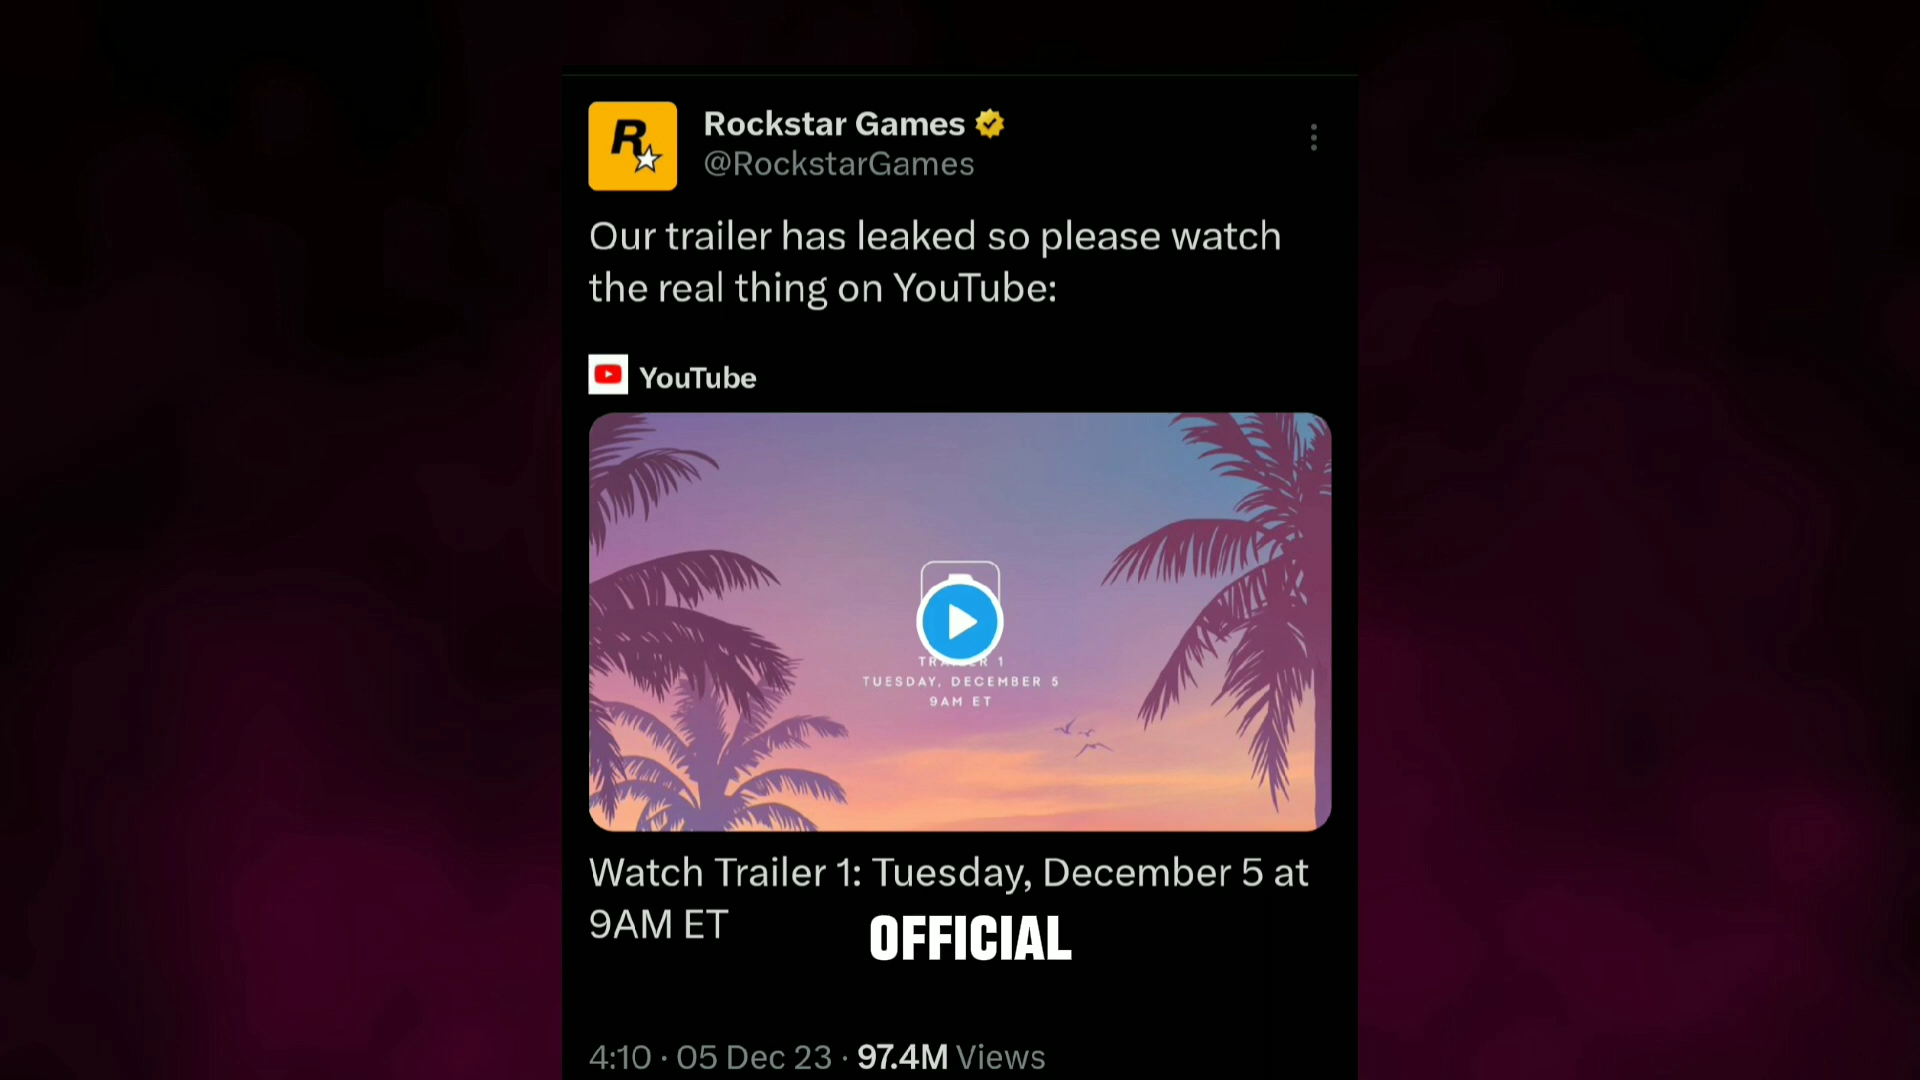 Rockstar Games
@RockstarGames
Our trailer has leaked so please watch
the real thing on YouTube:
YouTube
1
TUESDAY, DECEMBER 5
9AM ET
Watch Trailer 1: Tuesday, December 5 at
9AM ET
OFFICIAL
4:10 · 05 Dec 23 · 97.4M Views